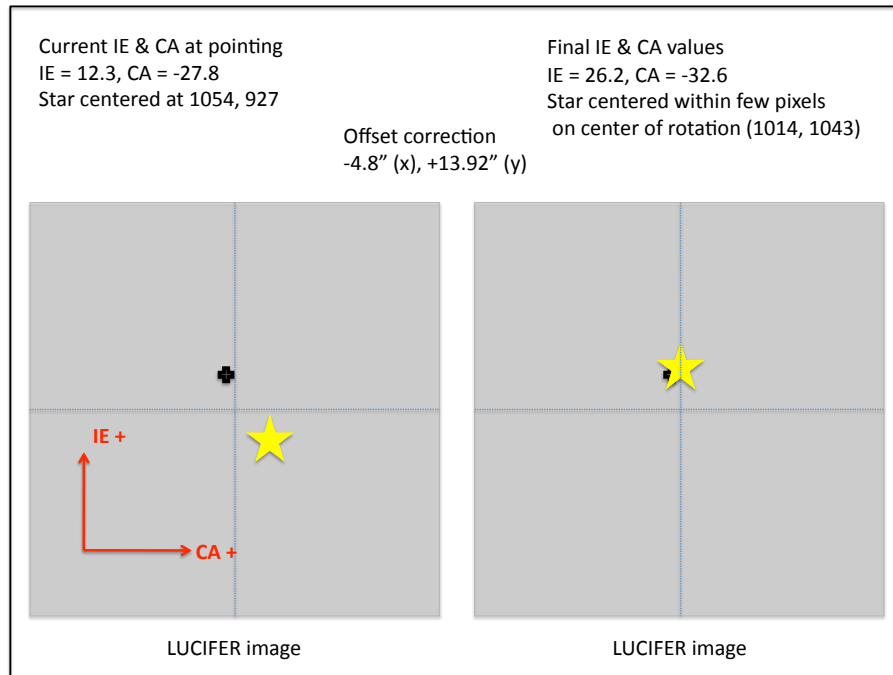 Current IE & CA at pointing
IE = 12.3, CA = -27.8
Star centered at 1054, 927
Final IE & CA values
IE = 26.2, CA = -32.6
Star centered within few pixels
on center of rotation (1014, 1043)
Offset correction
-4.8” (x), +13.92” (y)
IE +
CA +
LUCIFER image
LUCIFER image